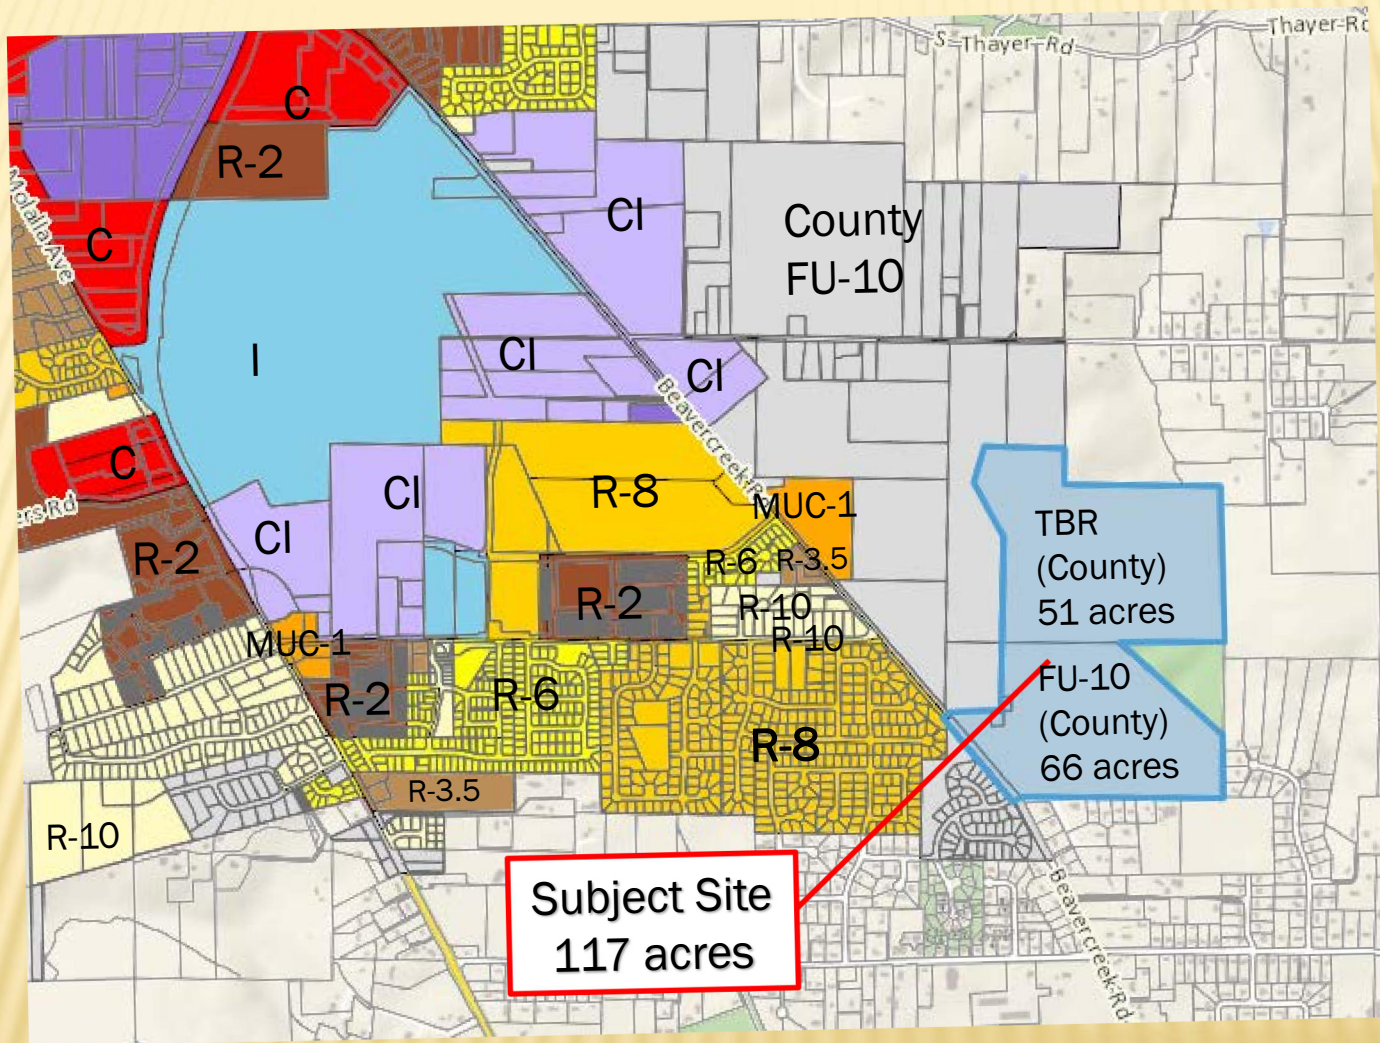 S Thayer Rd
Thayer-Rd
C
R-2
Molalla Ave
C
CI
County
FU-10
I
CI
CI
Beavercreek-R
C
CI
R-8
MUC-1
ers Rd
CI
R-2
R-6
R-3.5
R-2
R-10
R-10
TBR
(County)
51 acres
MUC-1
R-2
R-6
R-8
FU-10
(County)
66 acres
R-3.5
R-10
Subject Site
117 acres
Beavercreek-Rd